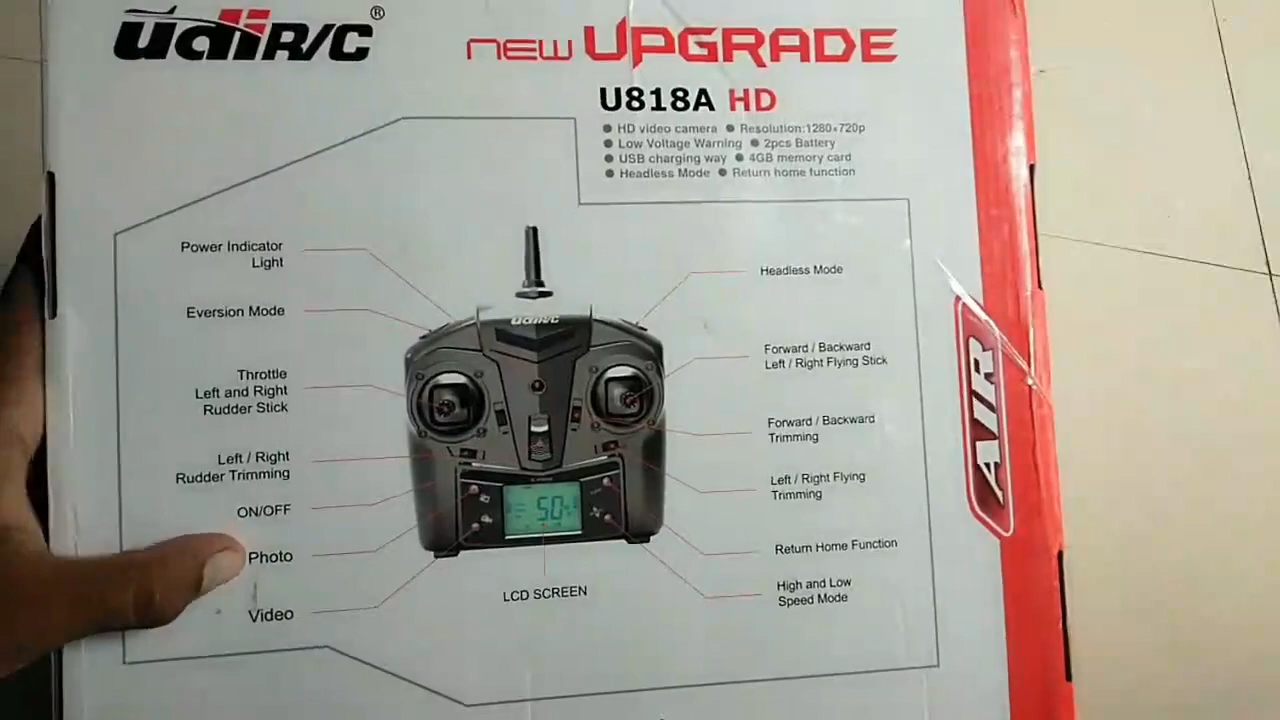 UdiR/C®
new UPGRADE
U818A HD
● HD video camera ● Resolution:1280×720p
● Low Voltage Warning ● 2pcs Battery
● USB charging way ● 4GB memory card
● Headless Mode ● Return home function
Power Indicator
Light
Eversion Mode
Throttle
Left and Right
Rudder Stick
Left / Right
Rudder Trimming
ON/OFF
Photo
Video
UdiR/C
50
LCD SCREEN
Headless Mode
Forward / Backward
Left / Right Flying Stick
Forward / Backward
Trimming
Left / Right Flying
Trimming
Return Home Function
High and Low
Speed Mode
AIR